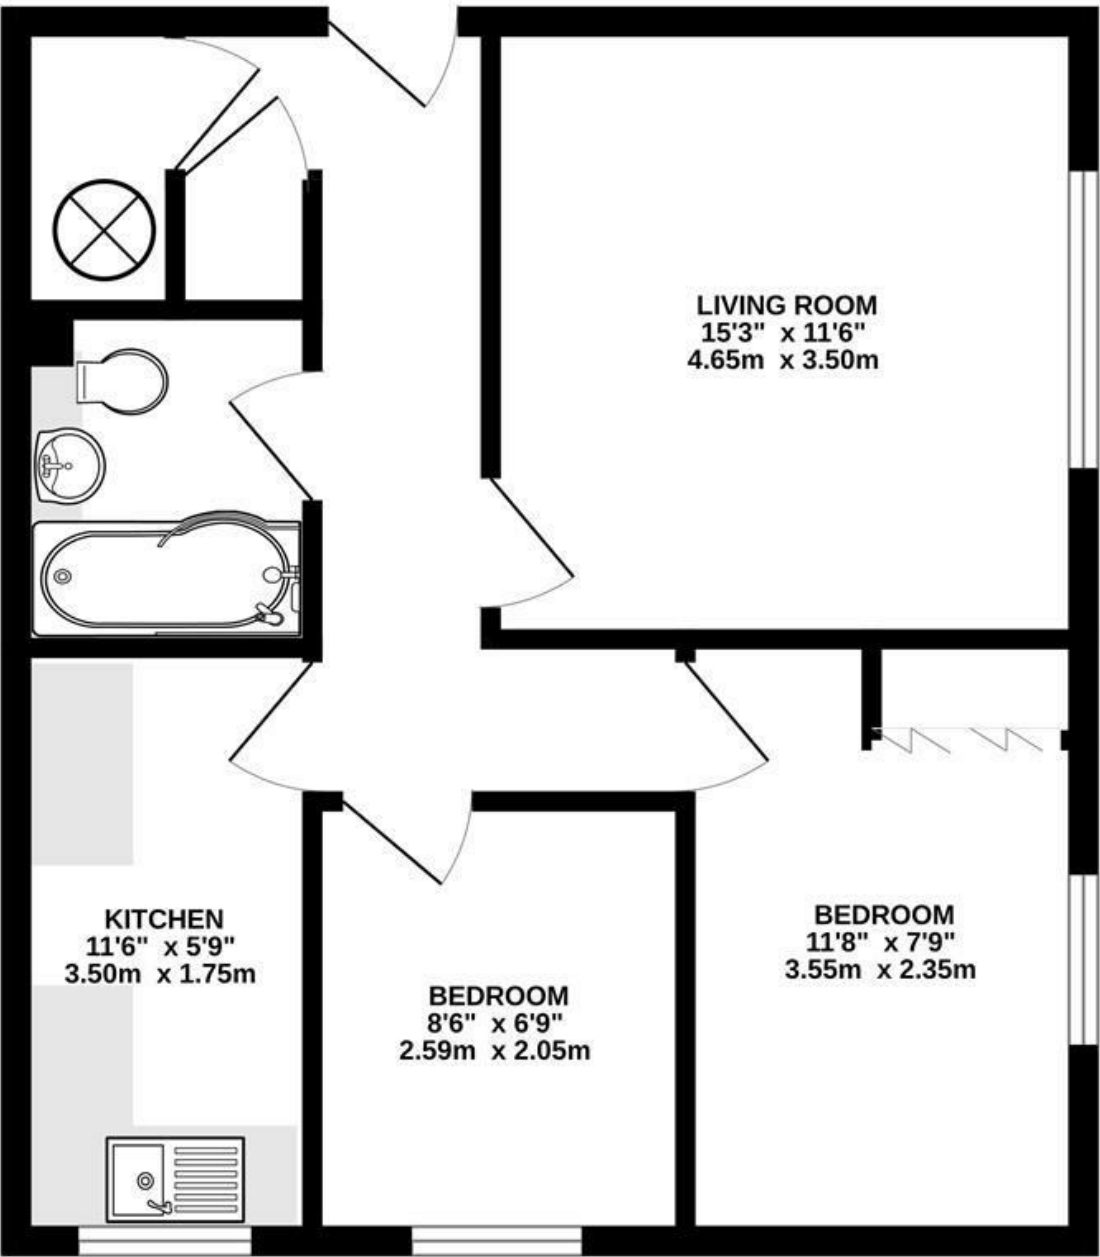 LIVING ROOM
15'3" x 11'6"
4.65m x 3.50m
KITCHEN
11'6" x 5'9"
3.50m x 1.75m
BEDROOM
8'6" x 6'9"
2.59m x 2.05m
BEDROOM
11'8" x 7'9"
3.55m x 2.35m